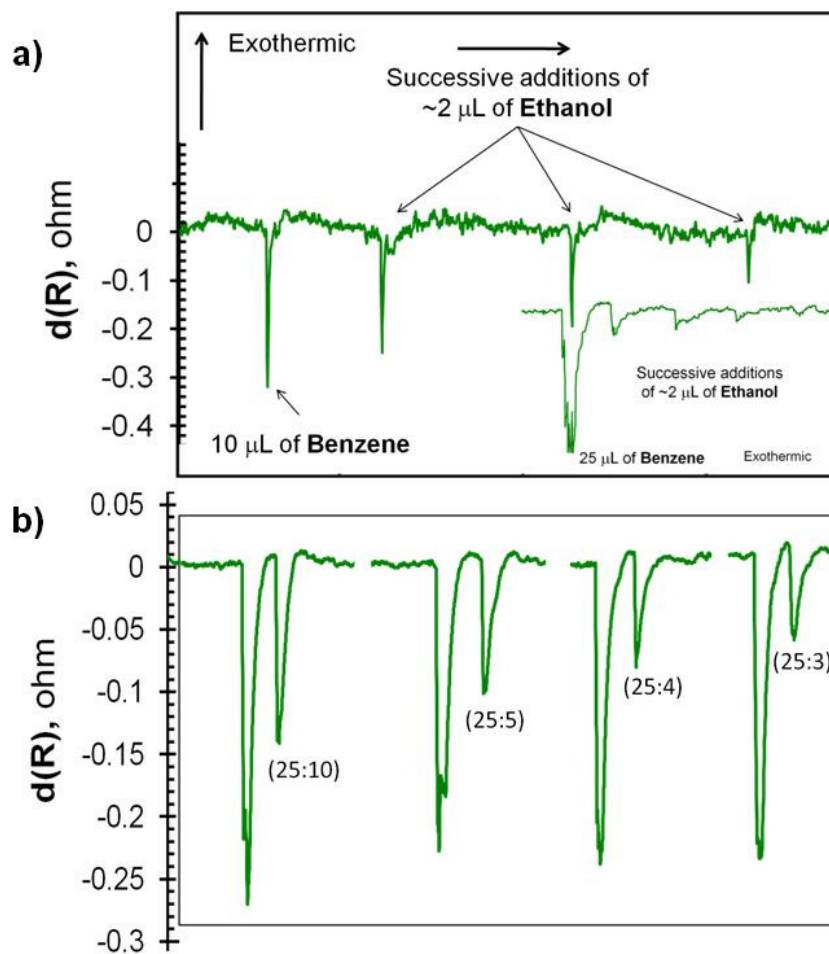 a)
Exothermic
Successive additions of
~2 μL of Ethanol
d(R), ohm
0
-0.1
-0.2
-0.3
-0.4
10 μL of Benzene
Successive additions
of ~2 μL of Ethanol
25 μL of Benzene
Exothermic
b)
d(R), ohm
0.05
0
-0.05
-0.1
-0.15
-0.2
-0.25
-0.3
(25:10)
(25:5)
(25:4)
(25:3)